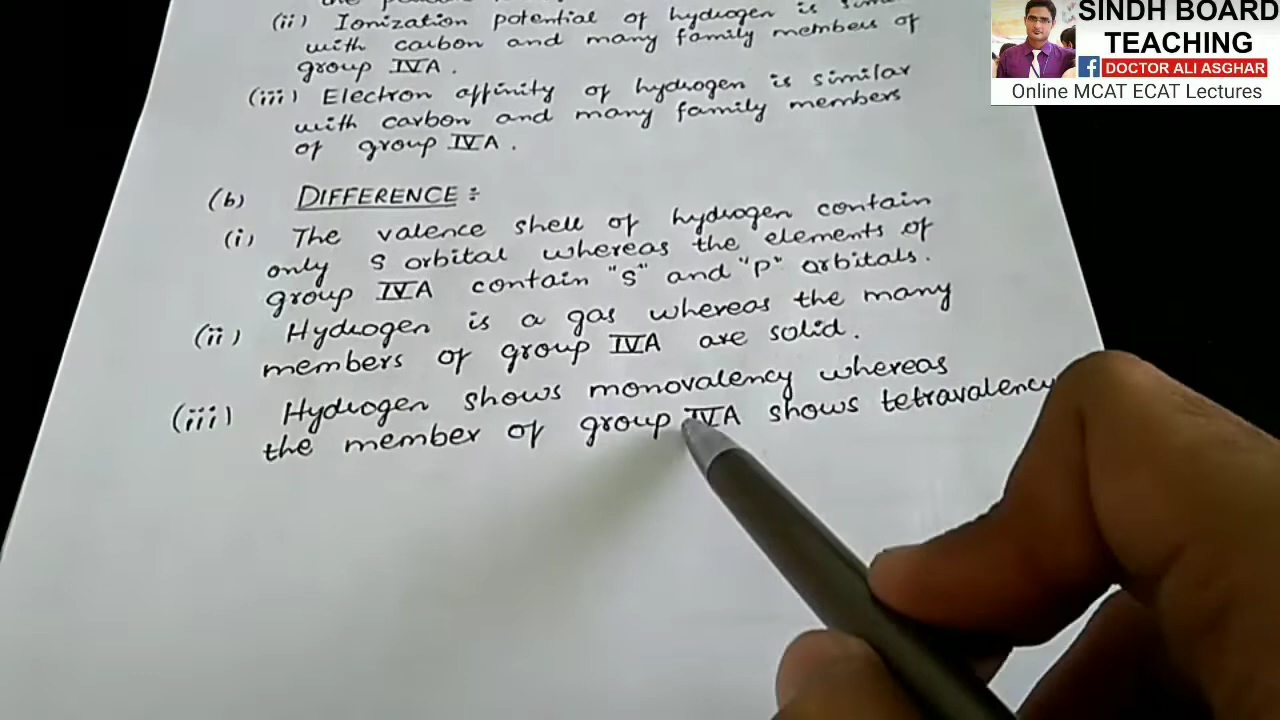 (ii) Ionization potential of hydrogen is
with carbon and many family members of
group IVA.
(iii) Electron affinity of hydrogen is similar
with carbon and many family members
of group IVA.
(b) DIFFERENCE :
(i) The valence shell of hydrogen contain
only S orbital whereas the elements of
group IVA contain "S" and "P" orbitals.
(ii) Hydrogen is a gas whereas the many
members of group IVA are solid.
(iii) Hydrogen shows monovalency whereas
the member of group IVA shows tetravalency
SINDH BOARD
TEACHING
f DOCTOR ALI ASGHAR
Online MCAT ECAT Lectures